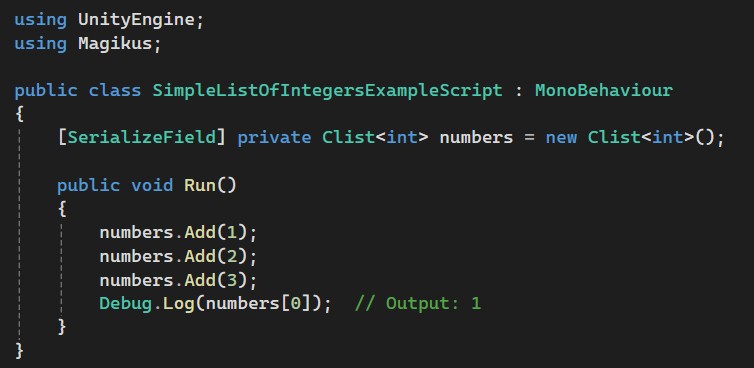 using UnityEngine;
using Magikus;
public class SimpleListOfIntegersExampleScript : MonoBehaviour
{
[SerializeField] private Clist<int> numbers = new Clist<int>();
public void Run()
{
numbers.Add(1);
numbers.Add(2);
numbers.Add(3);
Debug.Log(numbers[0]);  // Output: 1
}
}